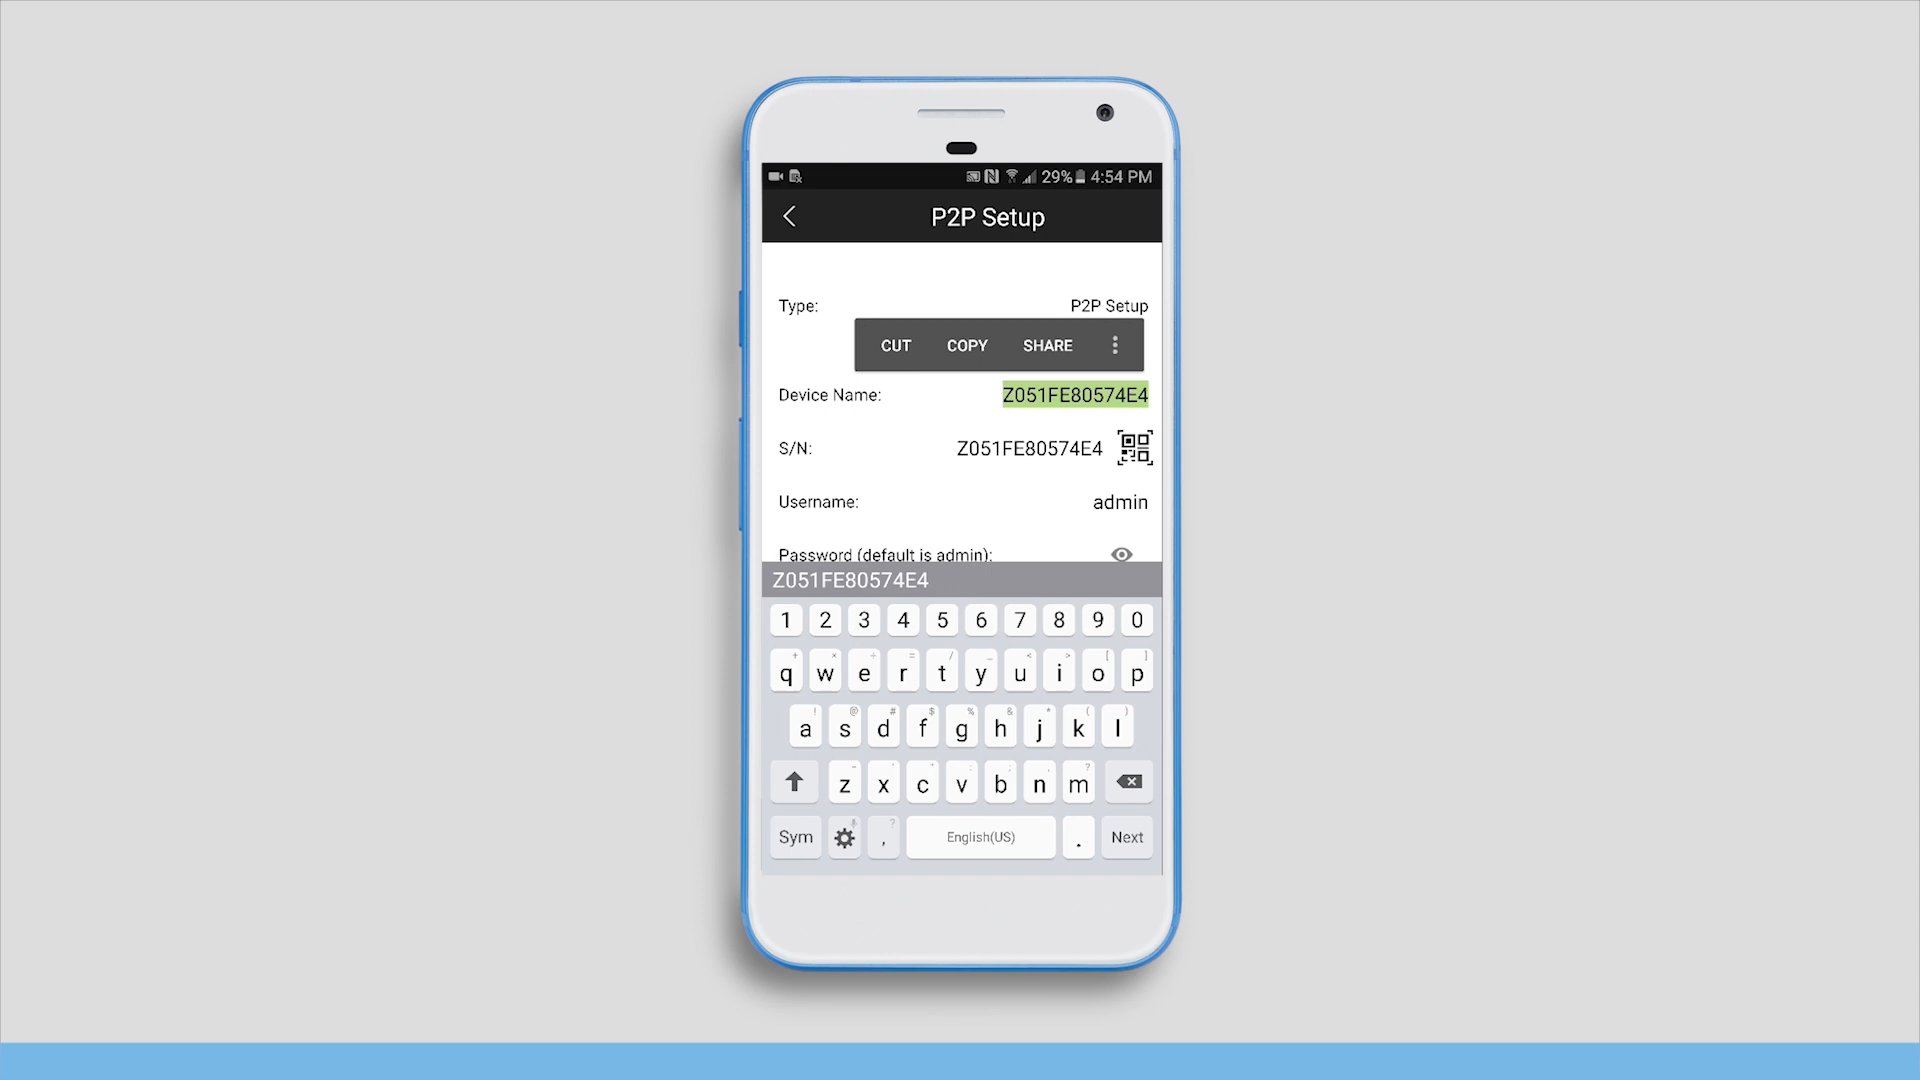 29% 4:54 PM
P2P Setup
Type: P2P Setup
CUT COPY SHARE
Device Name: Z051FE80574E4
S/N: Z051FE80574E4
Username: admin
Password (default is admin):
Z051FE80574E4
1 2 3 4 5 6 7 8 9 0
+ × ÷ = / _ < > [ ]
q w e r t y u i o p
! @ # $ % & * ( )
a s d f g h j k l
- ' " : ; , ?
z x c v b n m
Sym , ? English(US) . Next